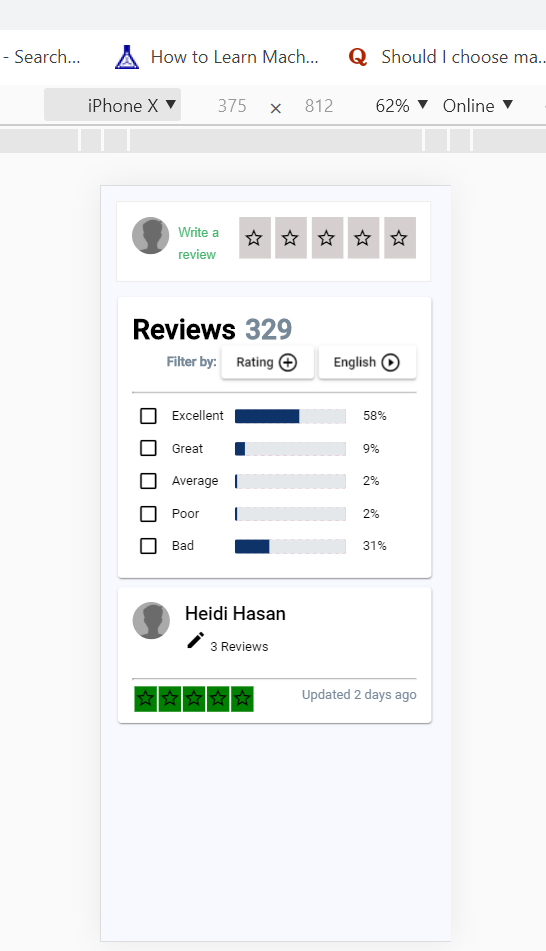 - Search... How to Learn Mach... Should I choose ma...
iPhone X ▼ 375 × 812 62% ▼ Online ▼
Write a
review
Reviews 329
Filter by: Rating English
Excellent 58%
Great 9%
Average 2%
Poor 2%
Bad 31%
Heidi Hasan
3 Reviews
Updated 2 days ago